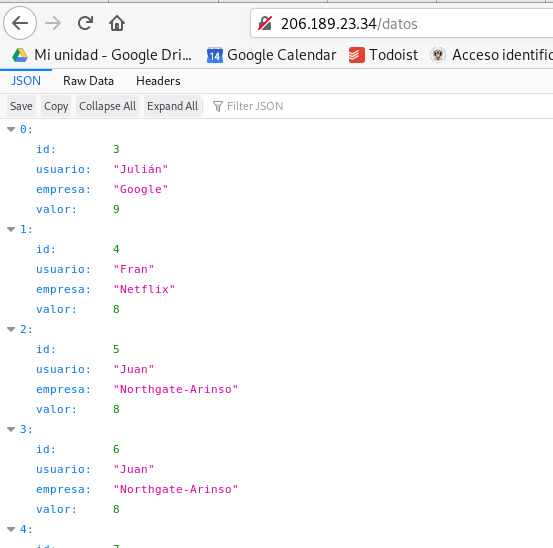 206.189.23.34/datos
Mi unidad - Google Dri... 14 Google Calendar Todoist Acceso identific
JSON Raw Data Headers
Save Copy Collapse All Expand All Filter JSON
0:
id: 3
usuario: "Julián"
empresa: "Google"
valor: 9
1:
id: 4
usuario: "Fran"
empresa: "Netflix"
valor: 8
2:
id: 5
usuario: "Juan"
empresa: "Northgate-Arinso"
valor: 8
3:
id: 6
usuario: "Juan"
empresa: "Northgate-Arinso"
valor: 8
4: